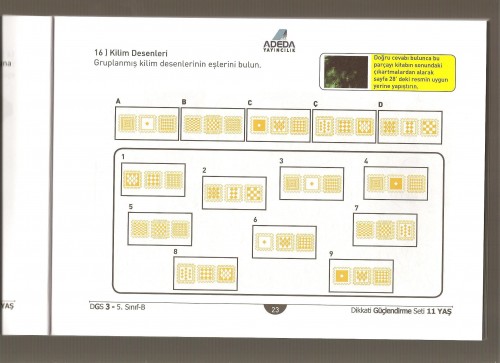 na
16 ] Kilim Desenleri
Gruplanmış kilim desenlerinin eşlerini bulun.
ADEDA
YAYINCILIK
Doğru cevabı bulunca bu
parçayı kitabın sonundaki
çıkartmalardan alarak
sayfa 28' deki resmin uygun
yerine yapıştırın.
A B C Ç D
1 2 3 4
5 6 7
8 9
YAŞ
DGS 3 - 5. Sınıf-B
23
Dikkati Güçlendirme Seti 11 YAŞ